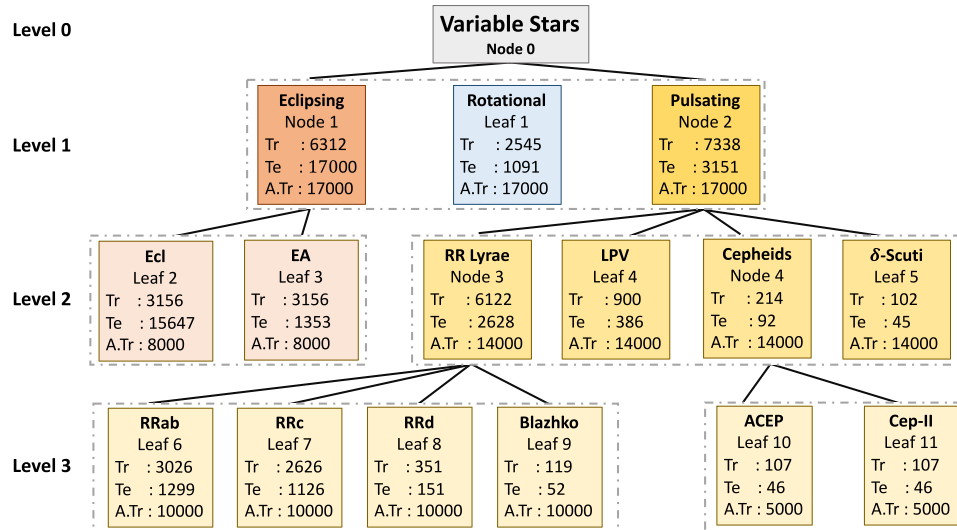 Level 0
Variable Stars
Node 0
Level 1
Eclipsing
Node 1
Tr : 6312
Te : 17000
A.Tr : 17000
Rotational
Leaf 1
Tr : 2545
Te : 1091
A.Tr : 17000
Pulsating
Node 2
Tr : 7338
Te : 3151
A.Tr : 17000
Level 2
Ecl
Leaf 2
Tr : 3156
Te : 15647
A.Tr : 8000
EA
Leaf 3
Tr : 3156
Te : 1353
A.Tr : 8000
RR Lyrae
Node 3
Tr : 6122
Te : 2628
A.Tr : 14000
LPV
Leaf 4
Tr : 900
Te : 386
A.Tr : 14000
Cepheids
Node 4
Tr : 214
Te : 92
A.Tr : 14000
δ-Scuti
Leaf 5
Tr : 102
Te : 45
A.Tr : 14000
Level 3
RRab
Leaf 6
Tr : 3026
Te : 1299
A.Tr : 10000
RRc
Leaf 7
Tr : 2626
Te : 1126
A.Tr : 10000
RRd
Leaf 8
Tr : 351
Te : 151
A.Tr : 10000
Blazhko
Leaf 9
Tr : 119
Te : 52
A.Tr : 10000
ACEP
Leaf 10
Tr : 107
Te : 46
A.Tr : 5000
Cep-II
Leaf 11
Tr : 107
Te : 46
A.Tr : 5000